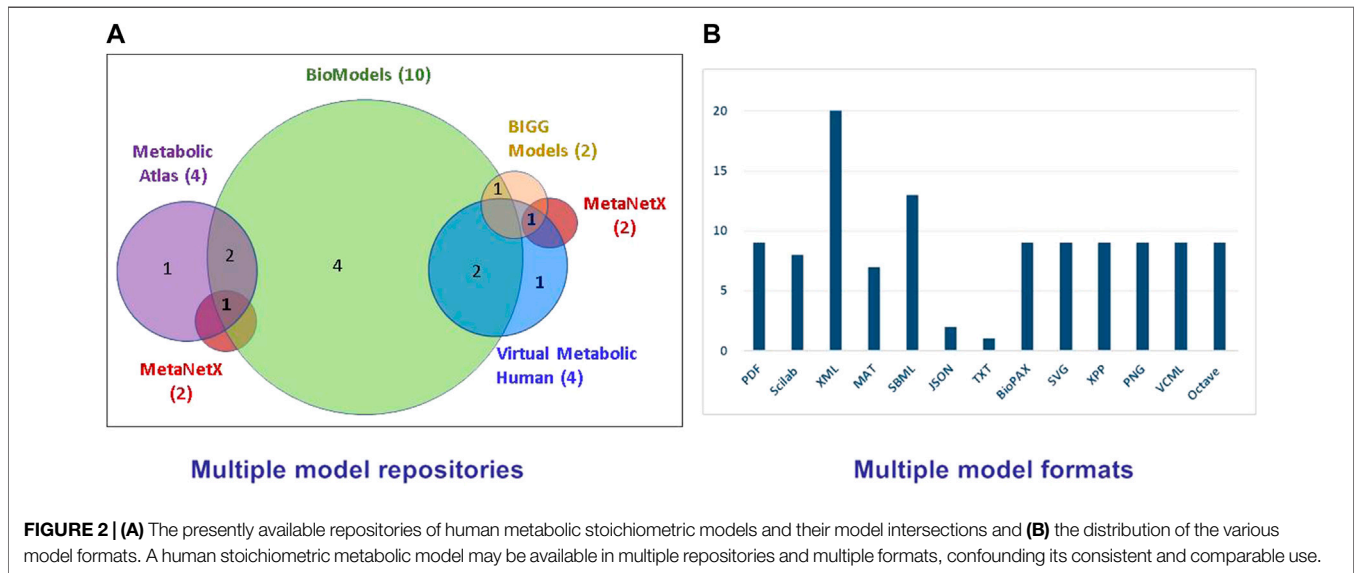 A
BioModels (10)
Metabolic
Atlas (4)
BIGG
Models (2)
MetaNetX
(2)
1
1
1
2
4
2
1
1
MetaNetX
(2)
Virtual Metabolic
Human (4)
Multiple model repositories
B
20
15
10
5
0
PDF
Scilab
XML
MAT
SBML
JSON
TXT
BioPAX
SVG
XPP
PNG
VCML
Octave
Multiple model formats
FIGURE 2 | (A) The presently available repositories of human metabolic stoichiometric models and their model intersections and (B) the distribution of the various
model formats. A human stoichiometric metabolic model may be available in multiple repositories and multiple formats, confounding its consistent and comparable use.